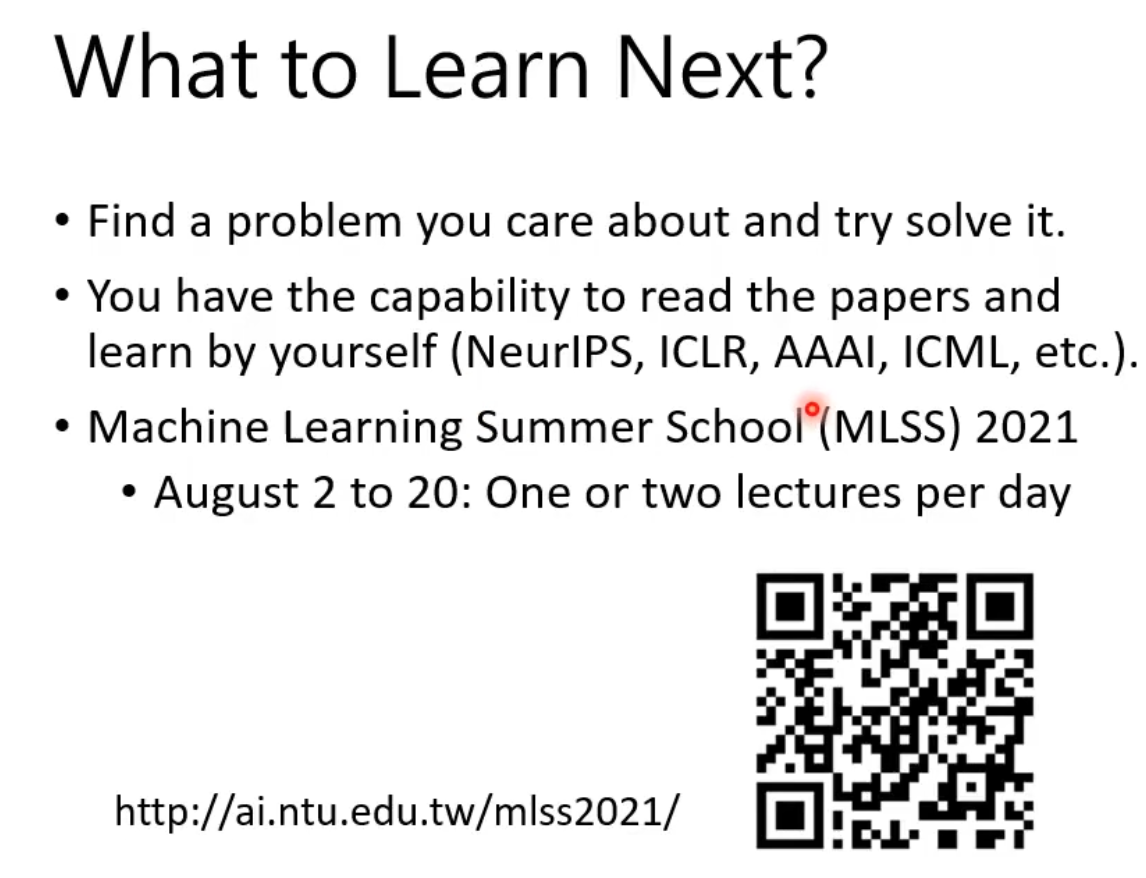 What to Learn Next?
• Find a problem you care about and try solve it.
• You have the capability to read the papers and
learn by yourself (NeurIPS, ICLR, AAAI, ICML, etc.).
• Machine Learning Summer School (MLSS) 2021
• August 2 to 20: One or two lectures per day
http://ai.ntu.edu.tw/mlss2021/